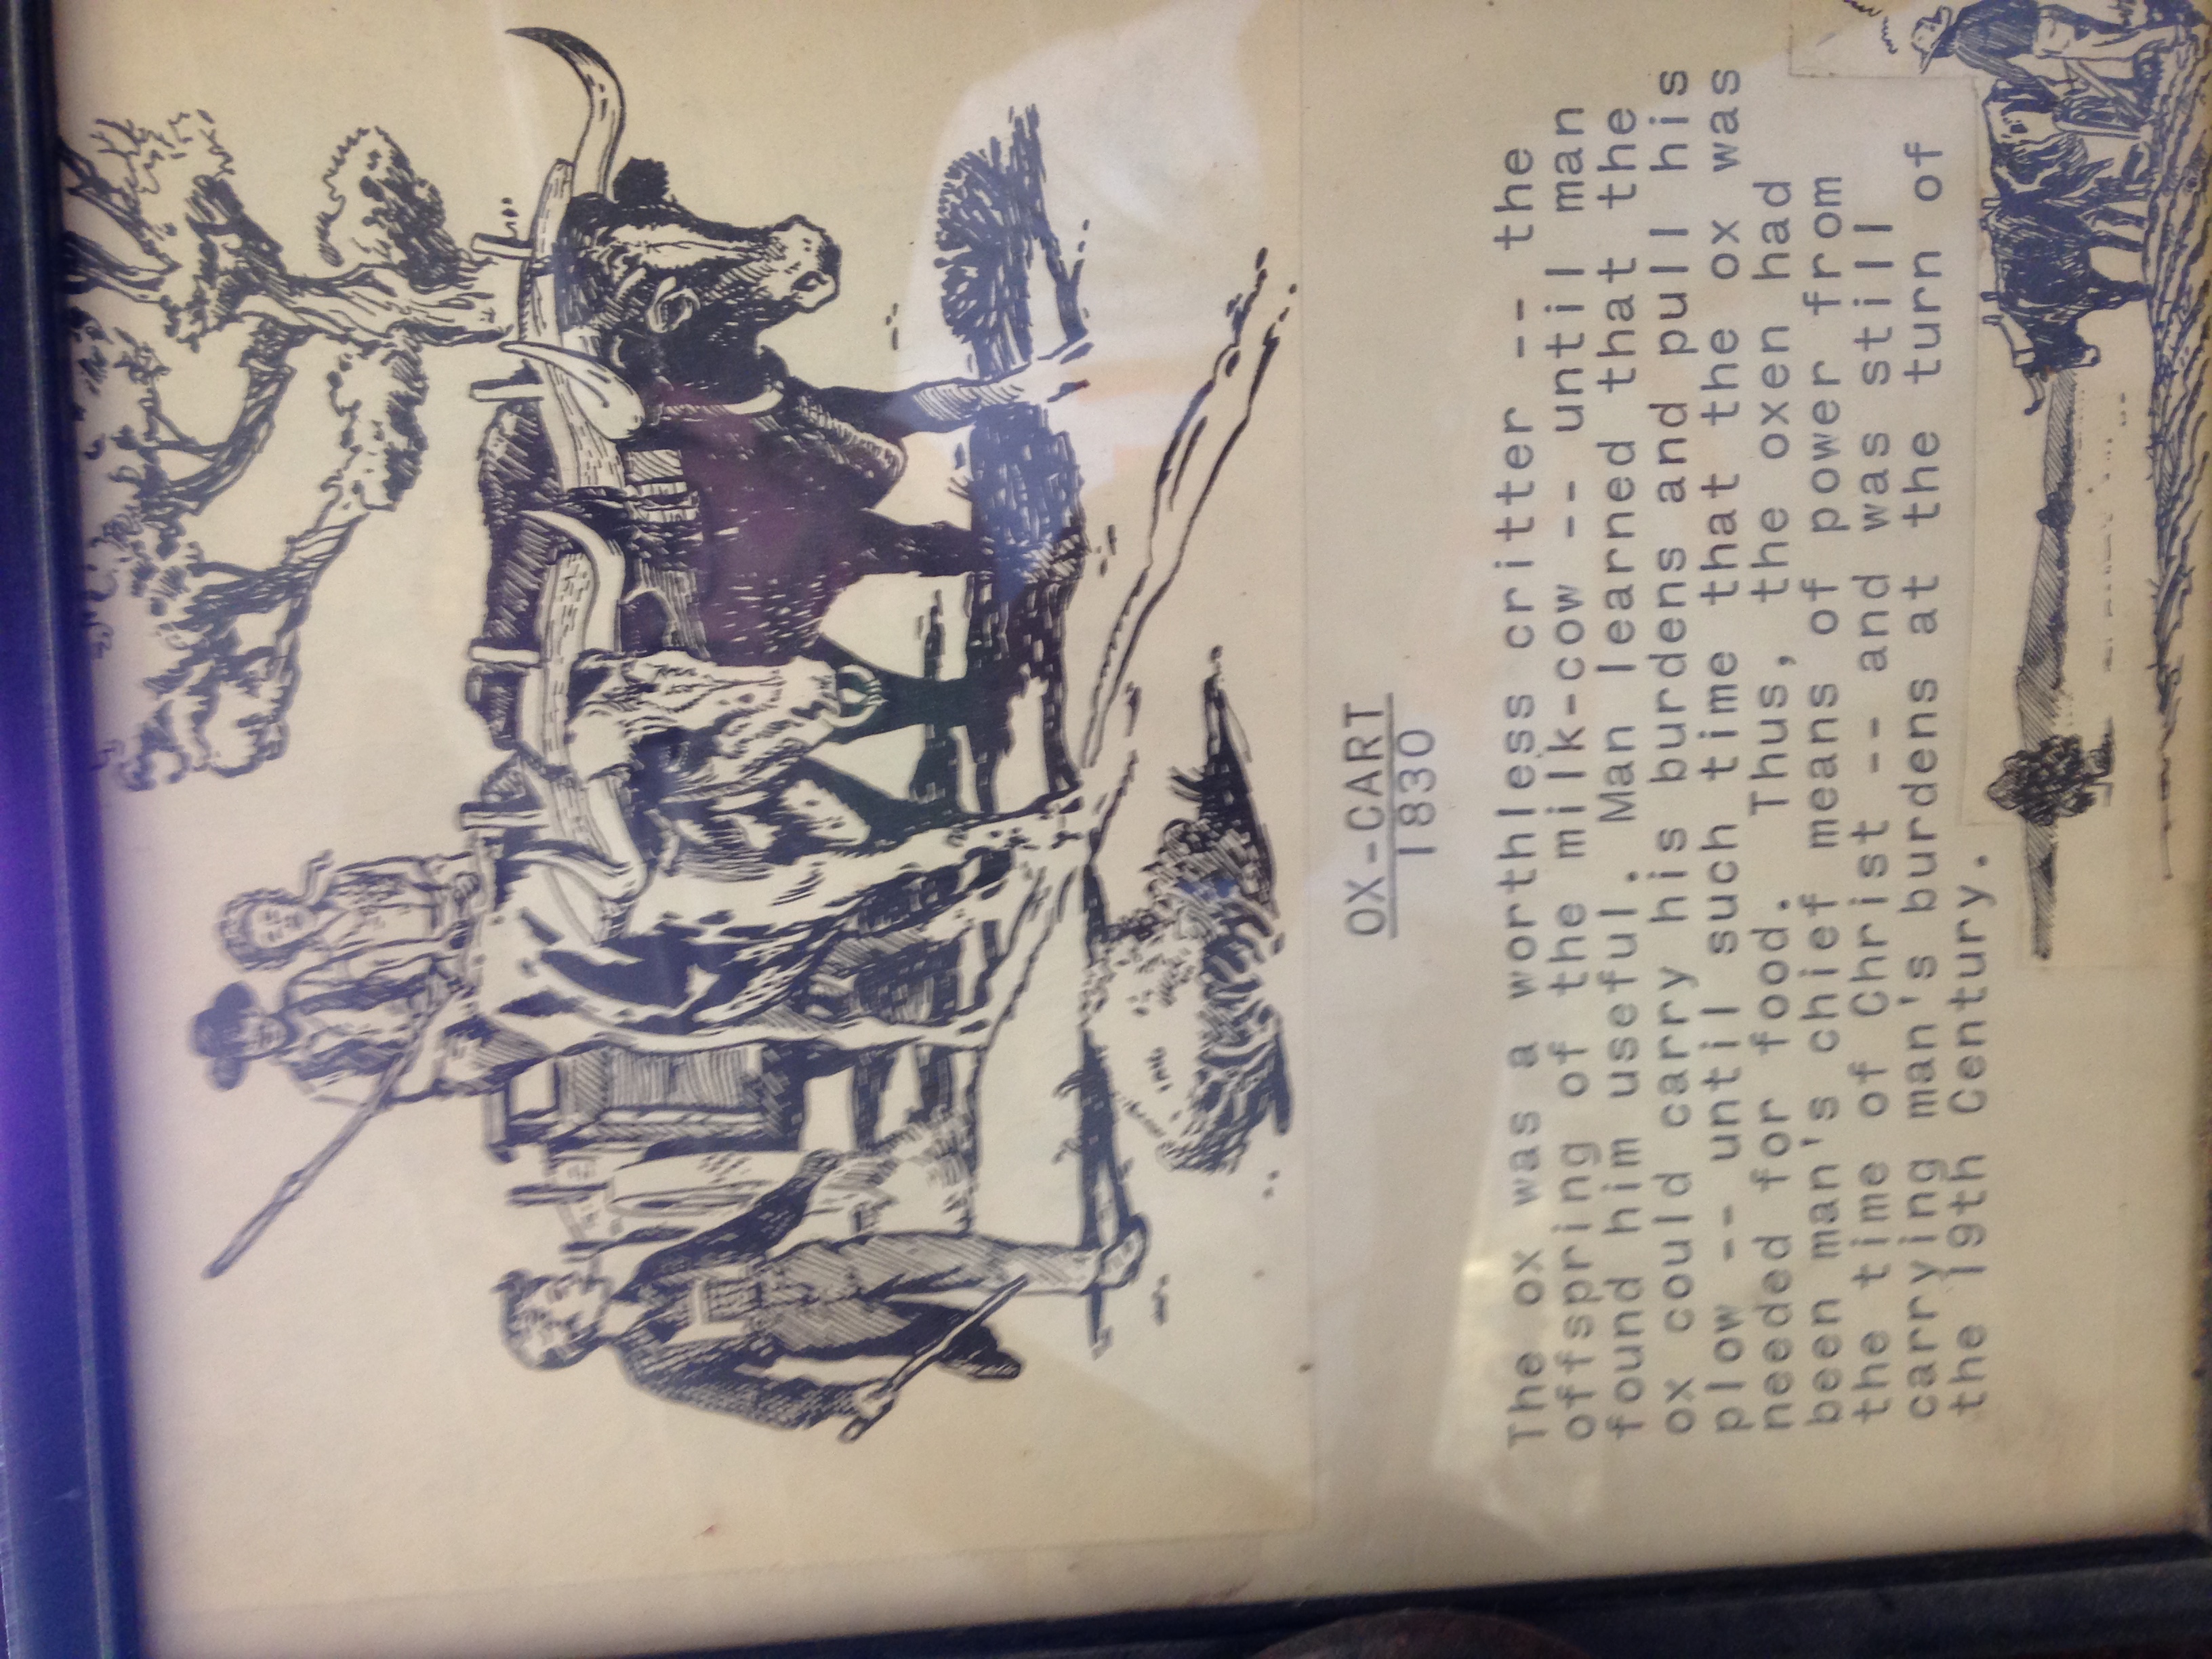 OX-CART
1830
The ox was a worthless critter -- the
offspring of the milk-cow -- until man
found him useful. Man learned that the
ox could carry his burdens and pull his
plow -- until such time that the ox was
needed for food. Thus, the oxen had
been man's chief means of power from
the time of Christ -- and was still
carrying man's burdens at the turn of
the 19th Century.